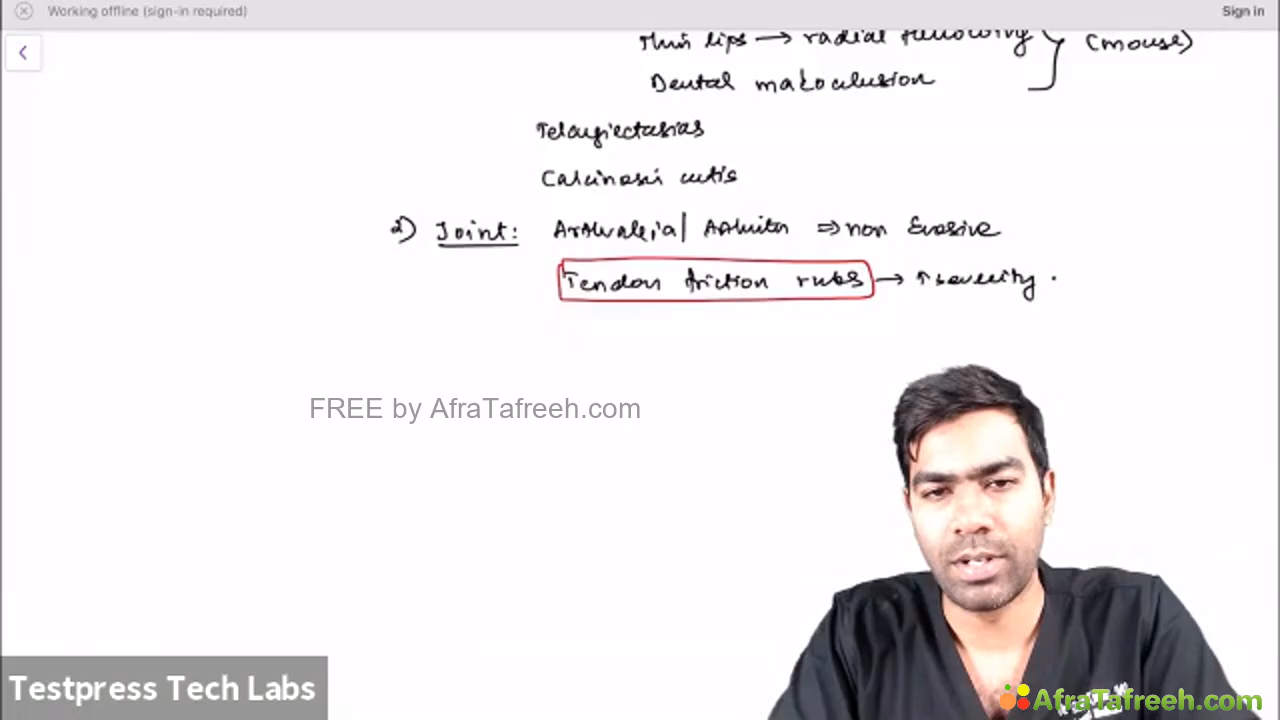 Working offline (sign-in required)
Sign in
Thin lips → radial furrowing (mouse)
Dental malocclusion
Telangiectasias
Calcinosis cutis
2) Joint: Arthralgia/ Arthritis ⇒ non Erosive
Tendon friction rubs → ↑ severity .
FREE by AfraTafreeh.com
Testpress Tech Labs
AfraTafreeh.com